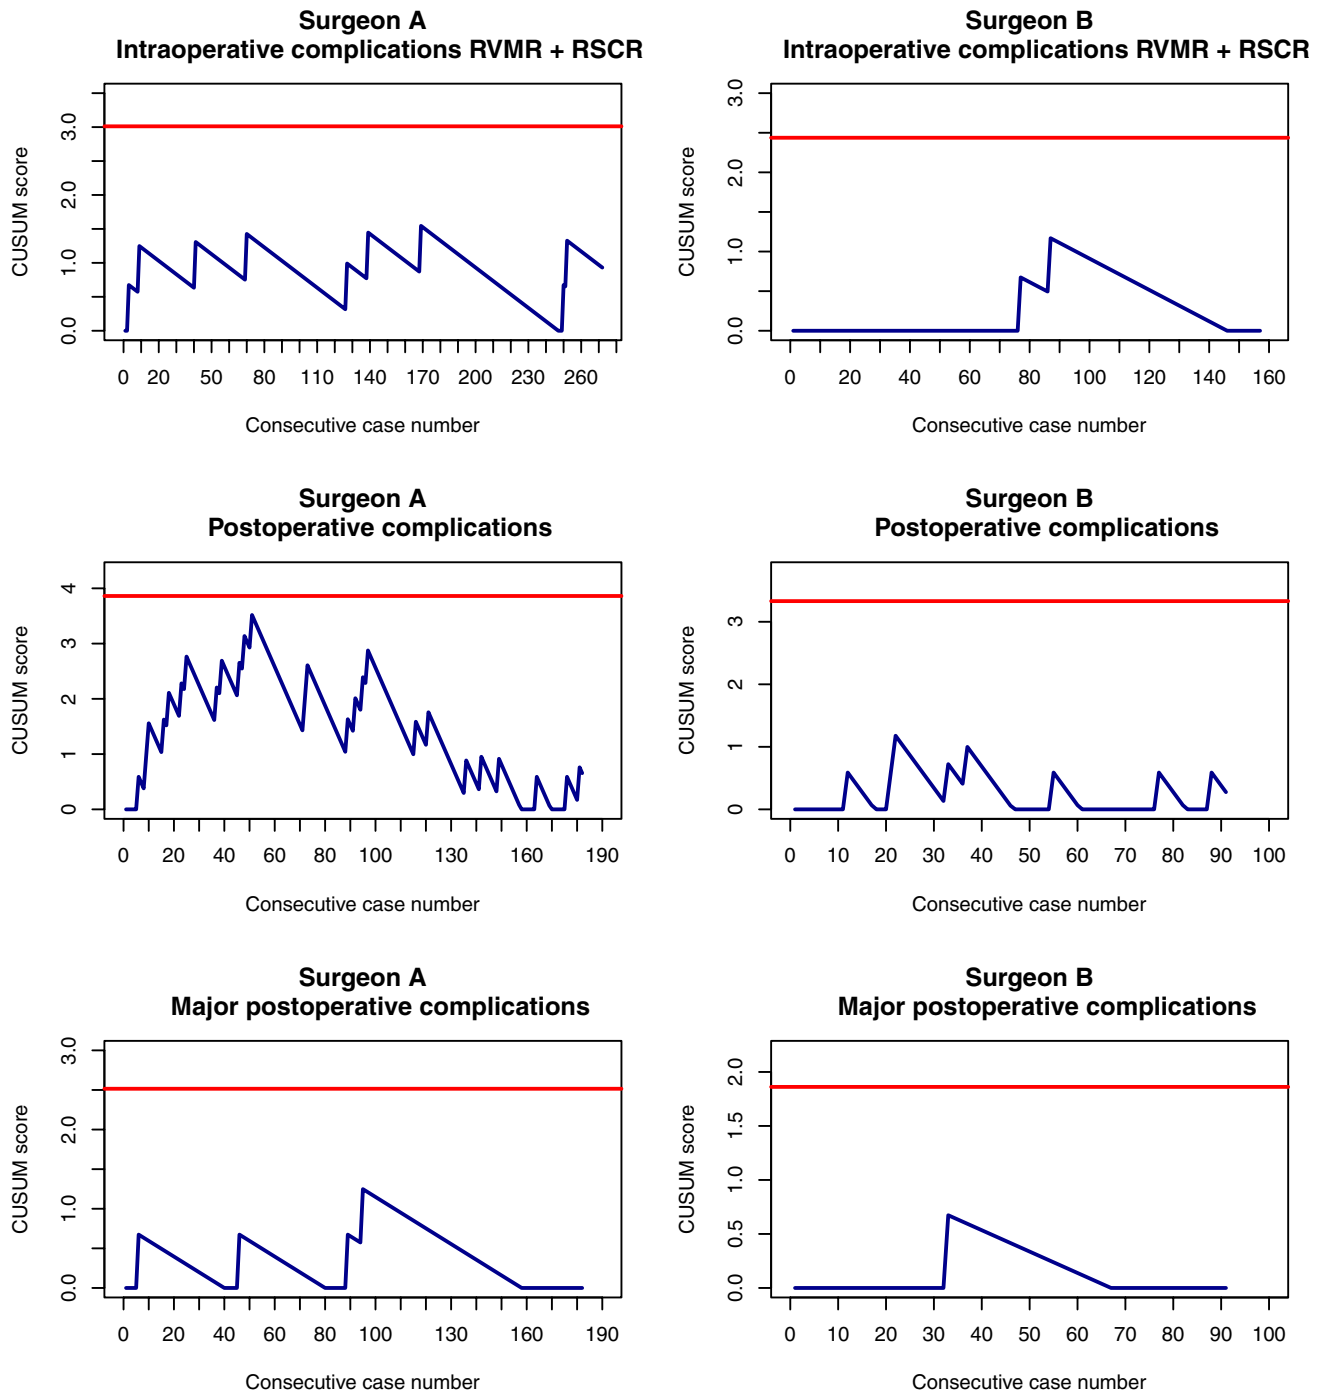 Surgeon A
Intraoperative complications RVMR + RSCR
CUSUM score
0.0 1.0 2.0 3.0
0 20 50 80 110 140 170 200 230 260
Consecutive case number
Surgeon B
Intraoperative complications RVMR + RSCR
CUSUM score
0.0 1.0 2.0 3.0
0 20 40 60 80 100 120 140 160
Consecutive case number
Surgeon A
Postoperative complications
CUSUM score
0 1 2 3 4
0 20 40 60 80 100 130 160 190
Consecutive case number
Surgeon B
Postoperative complications
CUSUM score
0 1 2 3
0 10 20 30 40 50 60 70 80 90 100
Consecutive case number
Surgeon A
Major postoperative complications
CUSUM score
0.0 1.0 2.0 3.0
0 20 40 60 80 100 130 160 190
Consecutive case number
Surgeon B
Major postoperative complications
CUSUM score
0.0 0.5 1.0 1.5 2.0
0 10 20 30 40 50 60 70 80 90 100
Consecutive case number